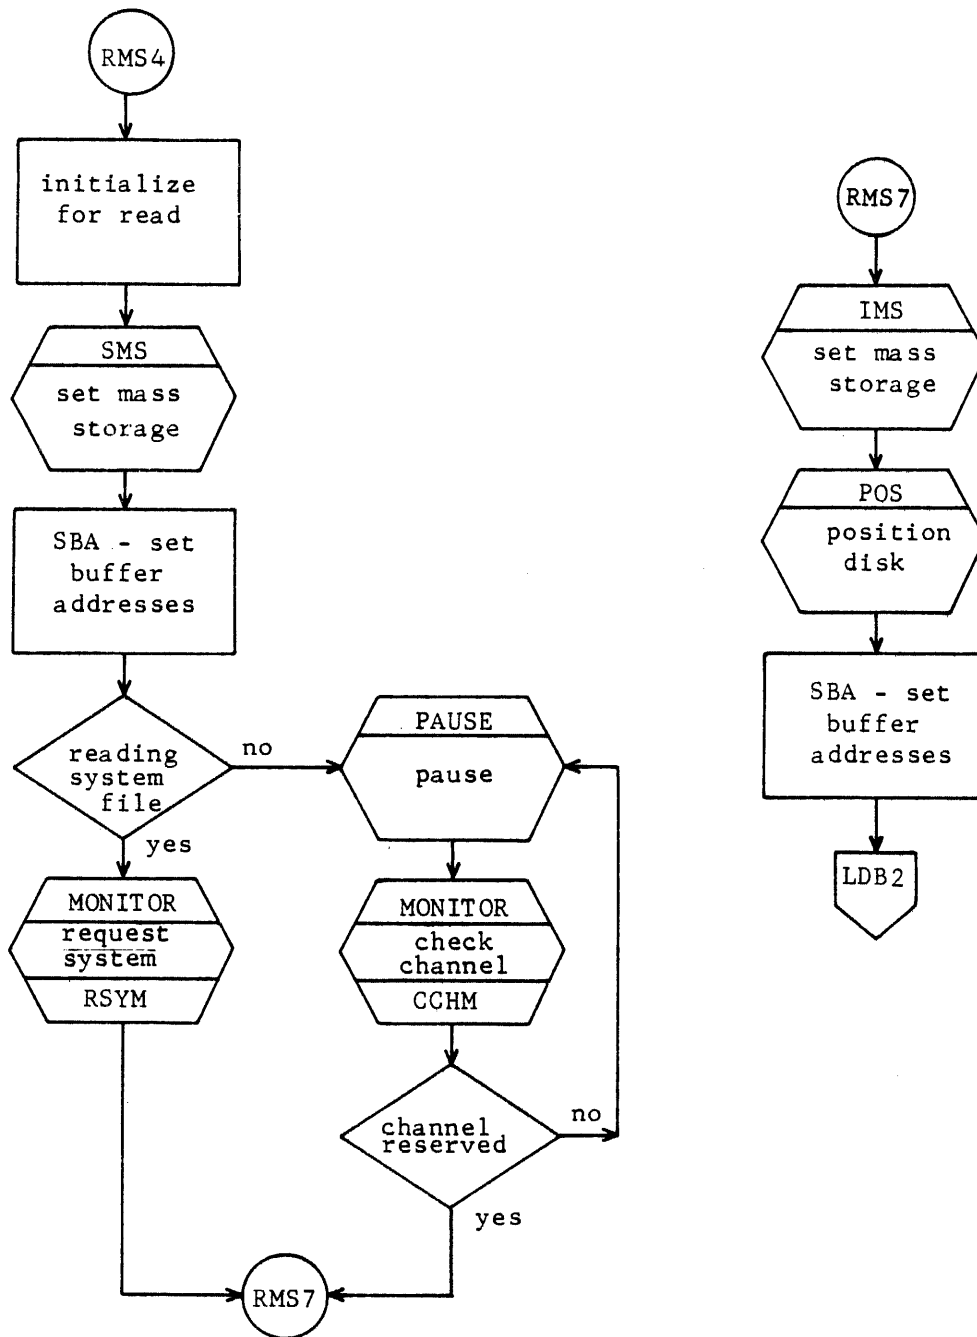 RMS4
initialize
for read
SMS
set mass
storage
SBA - set
buffer
addresses
reading
system
file
no
yes
PAUSE
pause
MONITOR
request
system
RSYM
MONITOR
check
channel
CCHM
channel
reserved
no
yes
RMS7
RMS7
IMS
set mass
storage
POS
position
disk
SBA - set
buffer
addresses
LDB2